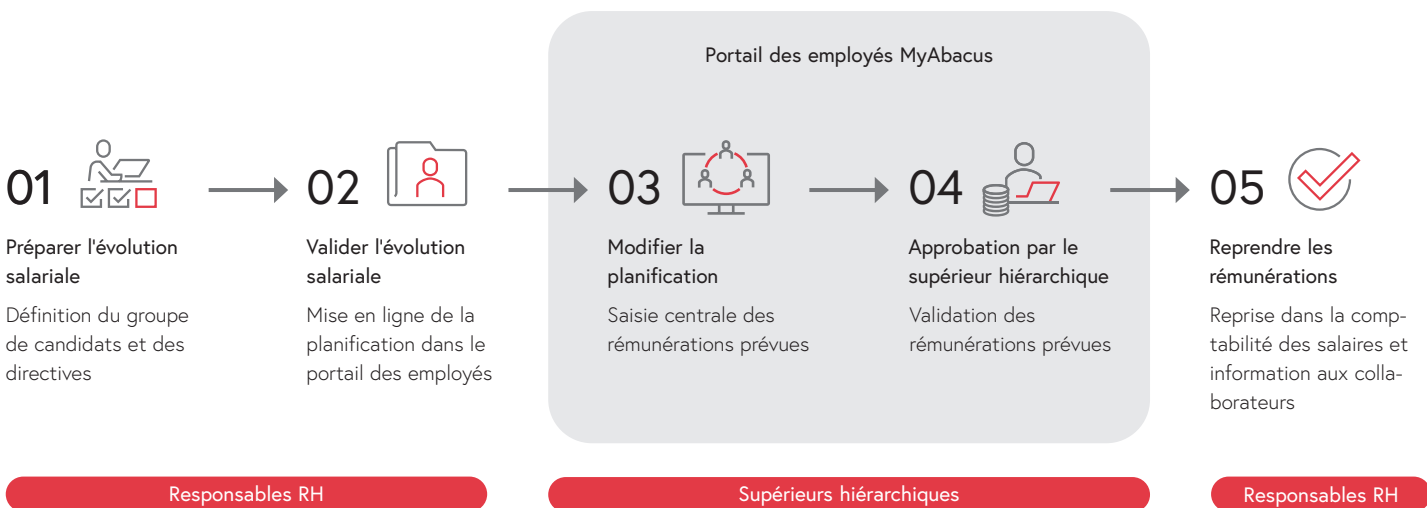 Portail des employés MyAbacus
01
Préparer l'évolution
salariale
Définition du groupe
de candidats et des
directives
02
Valider l'évolution
salariale
Mise en ligne de la
planification dans le
portail des employés
03
Modifier la
planification
Saisie centrale des
rémunérations prévues
04
Approbation par le
supérieur hiérarchique
Validation des
rémunérations prévues
05
Reprendre les
rémunérations
Reprise dans la comp-
tabilité des salaires et
information aux colla-
borateurs
Responsables RH
Supérieurs hiérarchiques
Responsables RH